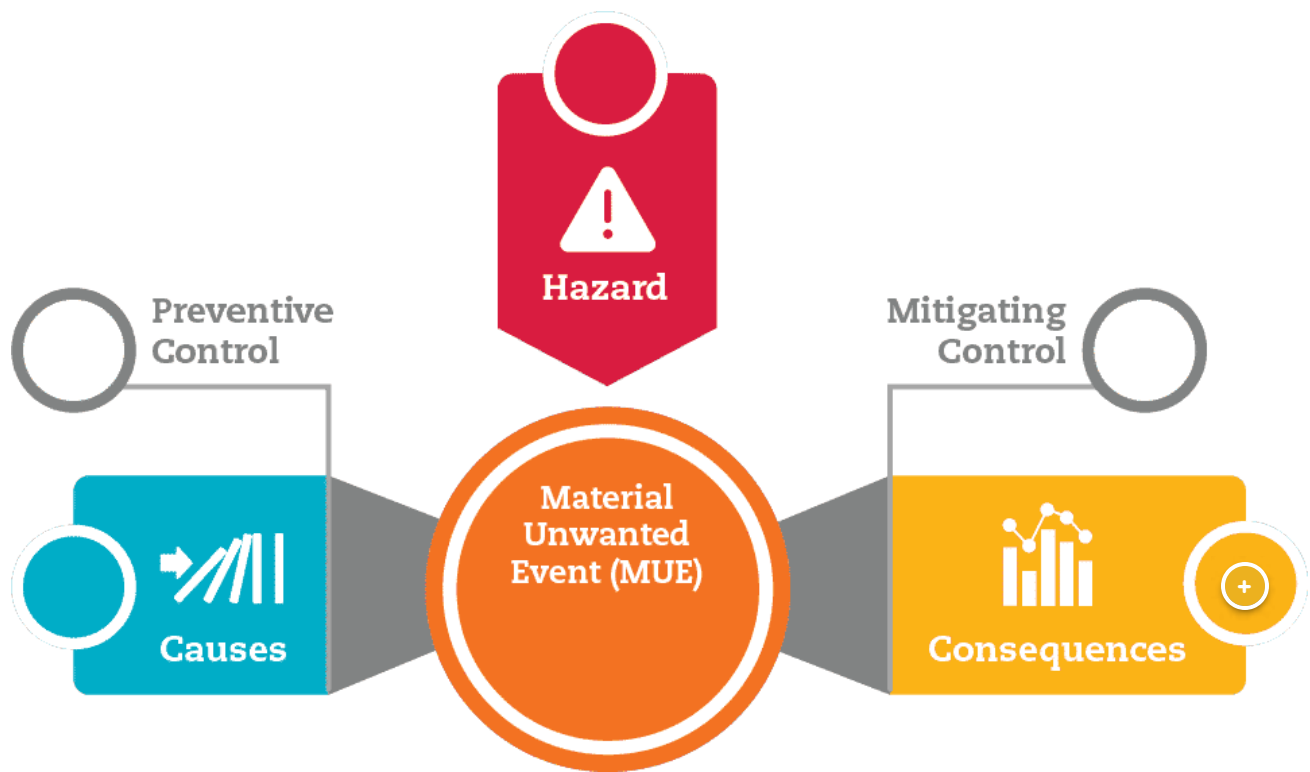 Hazard
Preventive
Control
Mitigating
Control
Material
Unwanted
Event (MUE)
Causes
Consequences